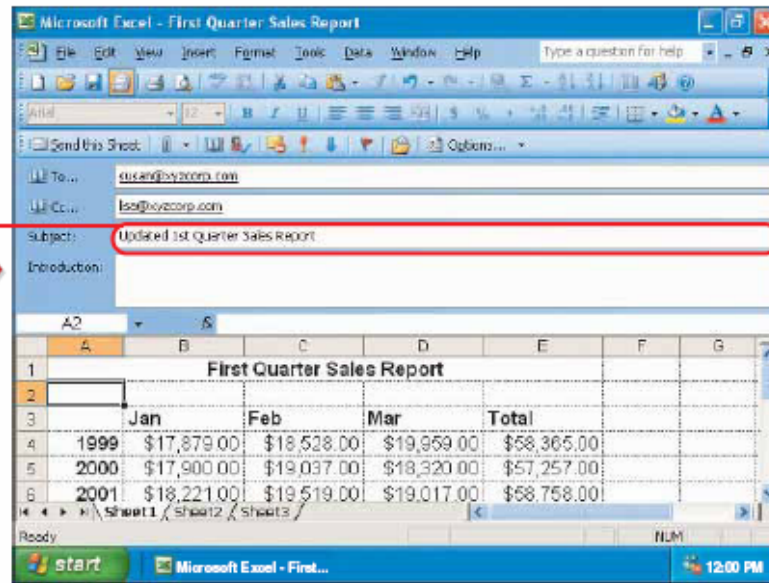 Microsoft Excel - First Quarter Sales Report
File Edit View Insert Format Tools Data Window Help Type a question for help
Arial 12 B I U $ %
Send this Sheet Options...
To... susan@xyzcorp.com
Cc... lisa@xyzcorp.com
Subject: Updated 1st Quarter Sales Report
Introduction:
A2 fx
A B C D E F G
1 First Quarter Sales Report
2
3 Jan Feb Mar Total
4 1999 $17,879.00 $18,528.00 $19,959.00 $58,365.00
5 2000 $17,900.00 $19,037.00 $18,320.00 $57,257.00
6 2001 $18,221.00 $19,519.00 $19,017.00 $58,758.00
Sheet1 Sheet2 Sheet3
Ready NUM
start Microsoft Excel - First... 12:00 PM